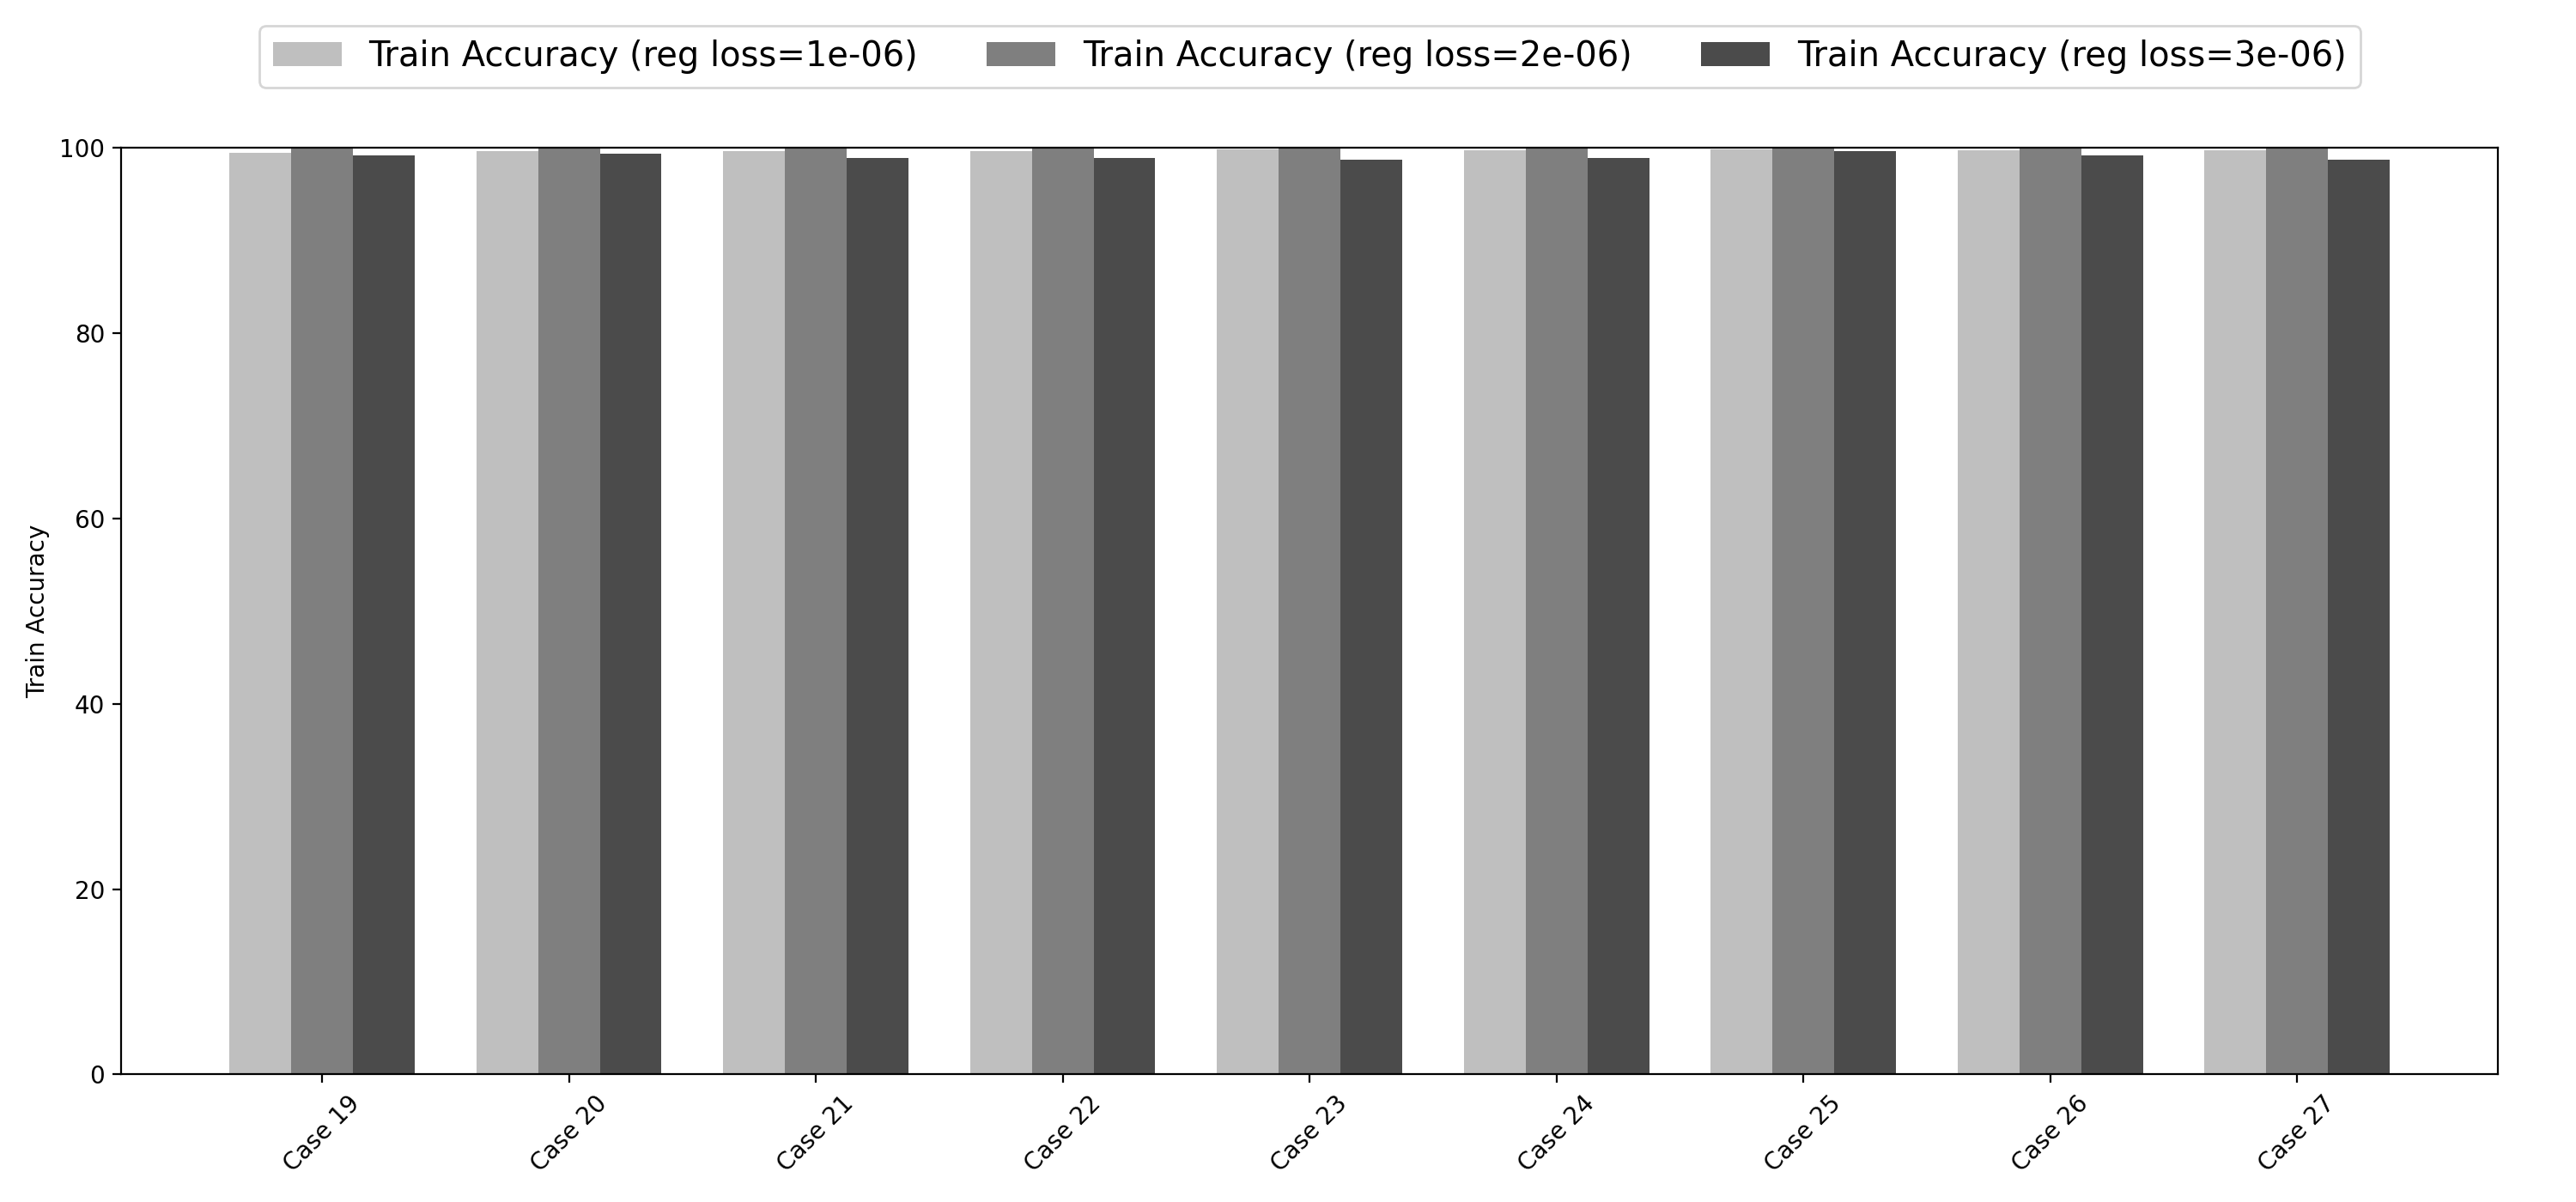 Train Accuracy (reg loss=1e-06) Train Accuracy (reg loss=2e-06) Train Accuracy (reg loss=3e-06)
100
80
60
40
20
0
Train Accuracy
Case 19 Case 20 Case 21 Case 22 Case 23 Case 24 Case 25 Case 26 Case 27